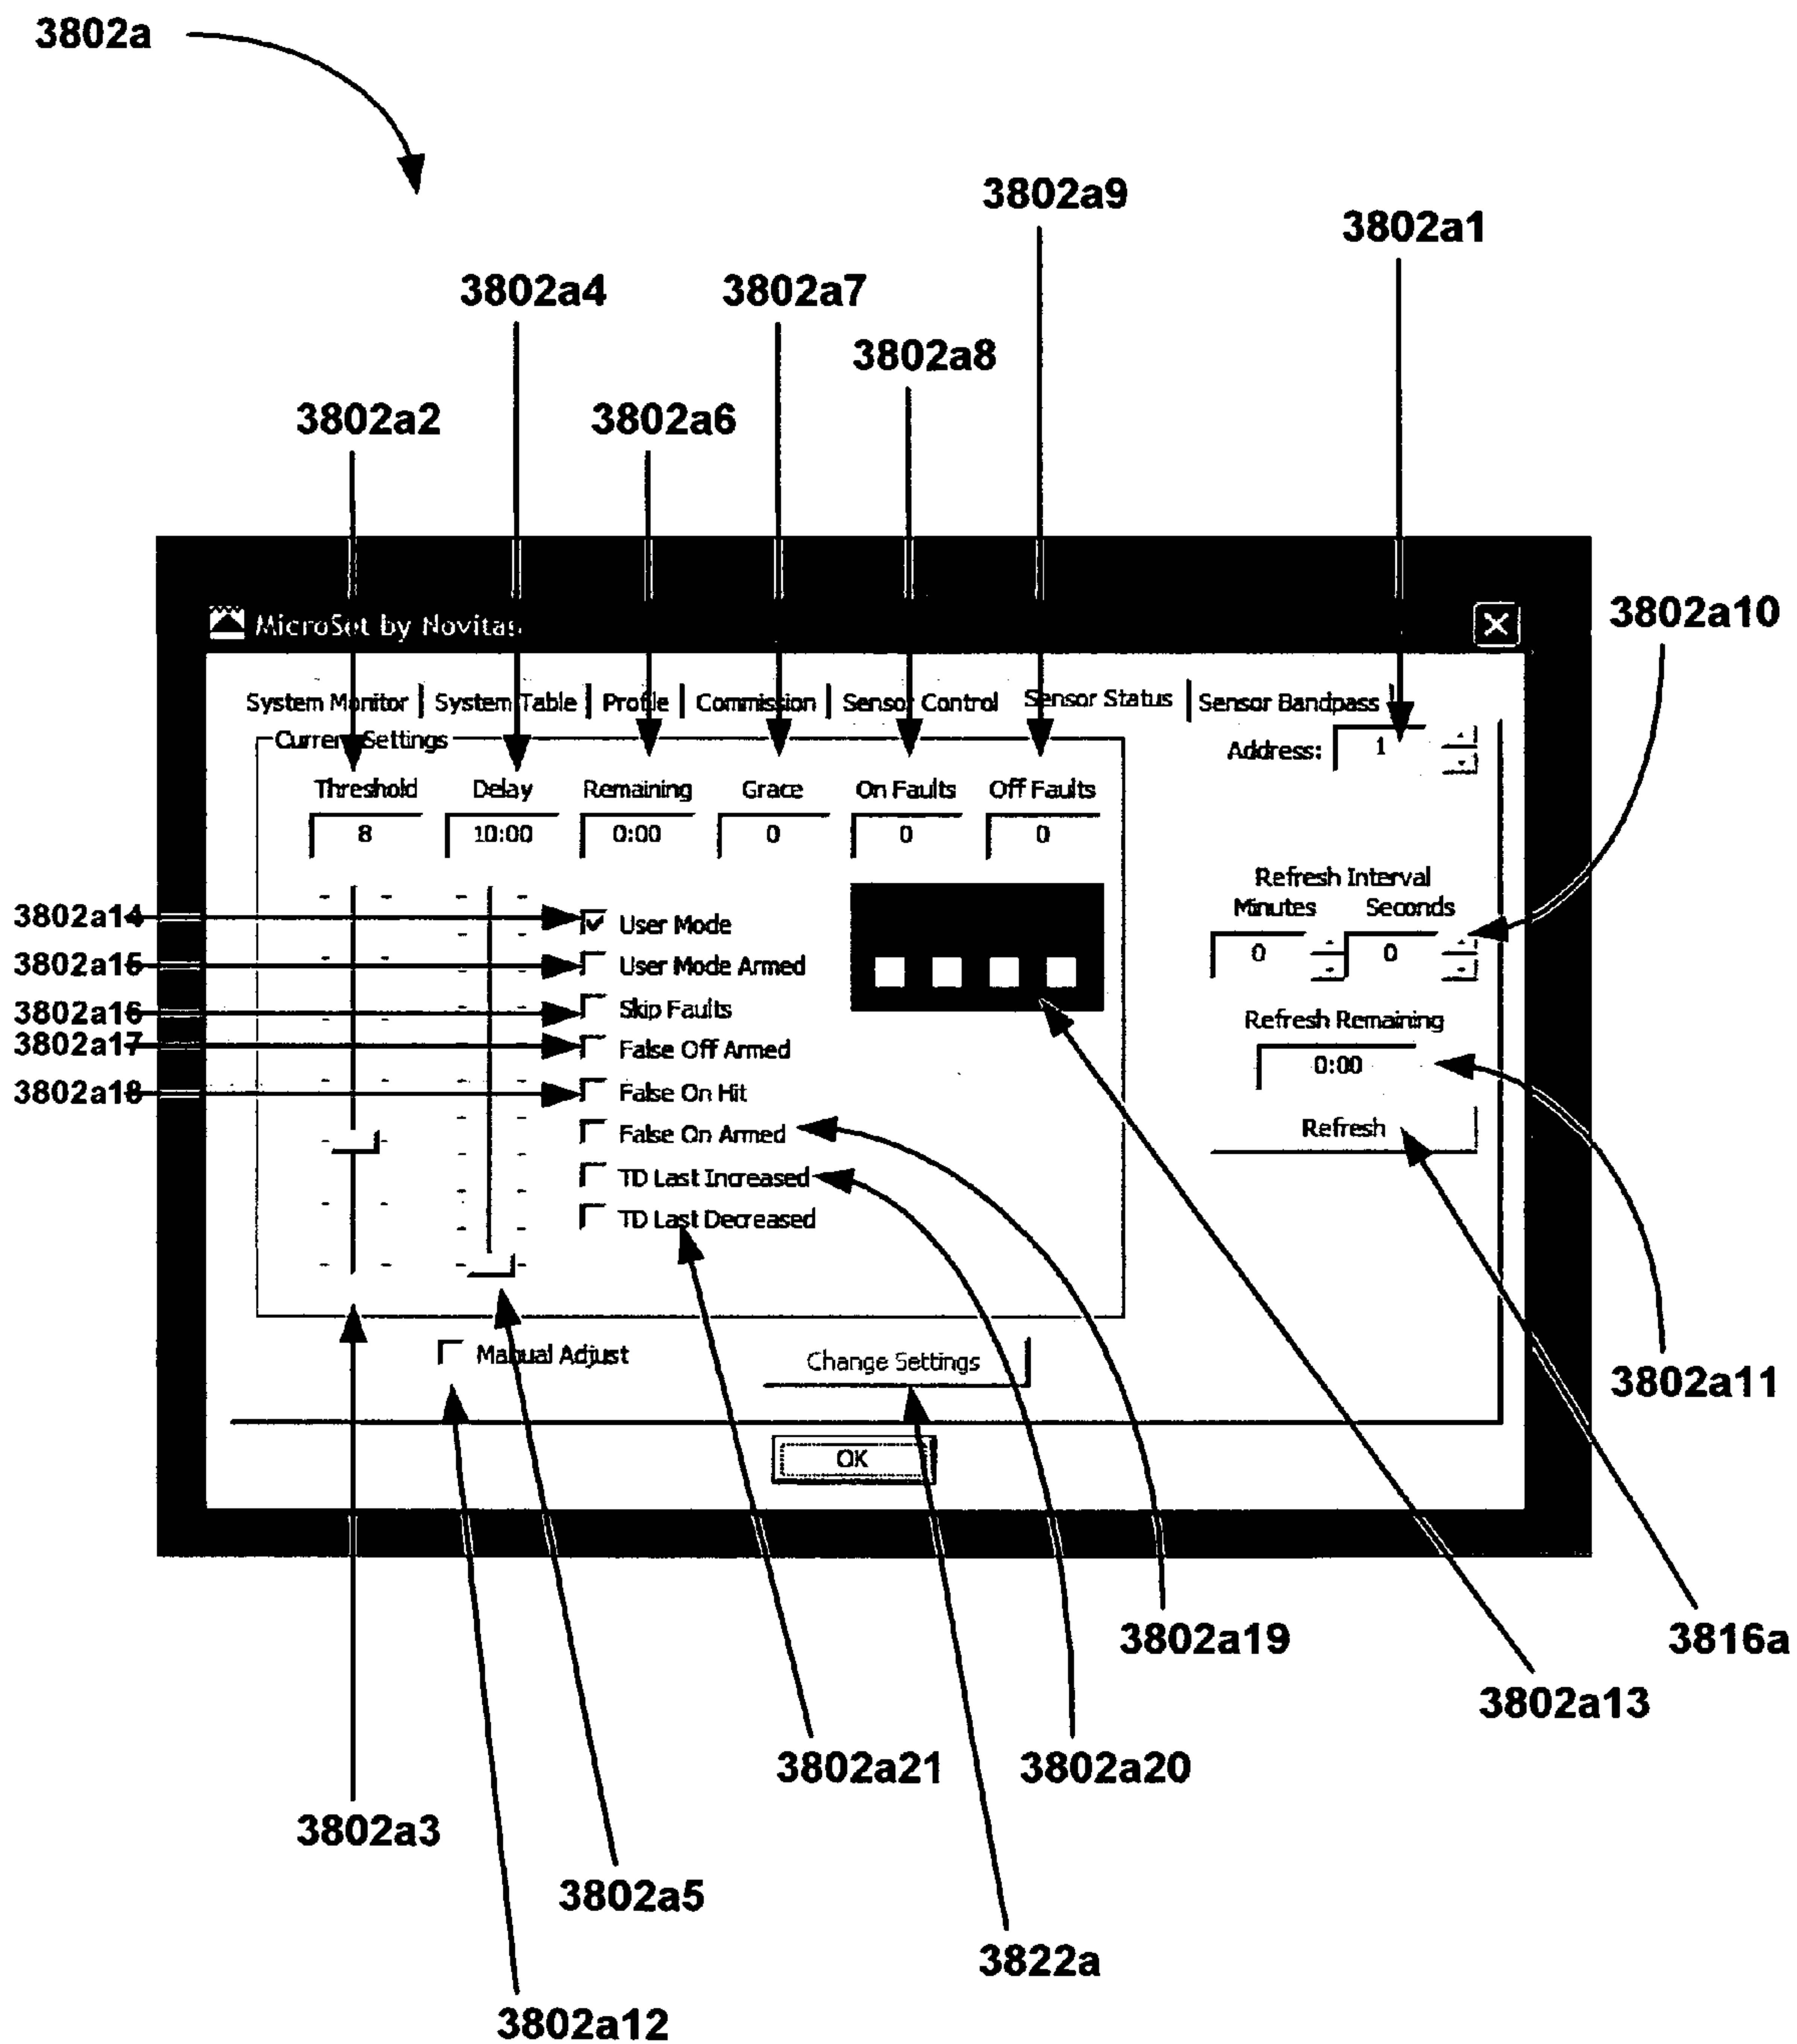 3802a
3802a9
3802a1
3802a4
3802a7
3802a8
3802a2
3802a6
3802a10
MicroSet by Novitas
System Monitor
System Table
Profile
Commission
Sensor Control
Sensor Status
Sensor Bandpass
Current Settings
Address:
1
Threshold
Delay
Remaining
Grace
On Faults
Off Faults
8
10:00
0:00
0
0
0
Refresh Interval
Minutes
Seconds
0
0
3802a14
User Mode
3802a15
User Mode Armed
3802a16
Skip Faults
3802a17
False Off Armed
3802a18
False On Hit
False On Armed
TD Last Increased
TD Last Decreased
Refresh Remaining
0:00
Refresh
Manual Adjust
Change Settings
3802a11
OK
3802a19
3816a
3802a13
3802a21
3802a20
3802a3
3802a5
3822a
3802a12